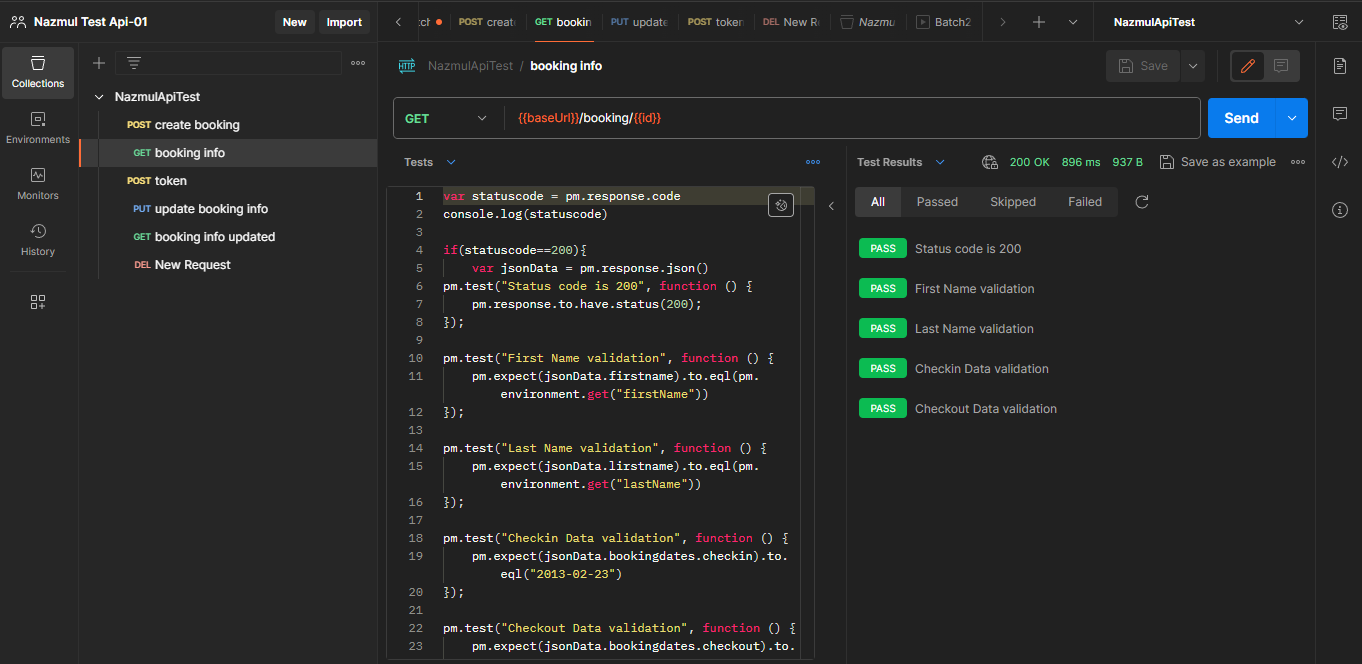 Nazmul Test Api-01
New
Import
POST creat
GET bookin
PUT update
POST token
DEL New R
Nazmu
Batch2
NazmulApiTest
Collections
Environments
Monitors
History
NazmulApiTest
POST create booking
GET booking info
POST token
PUT update booking info
GET booking info updated
DEL New Request
HTTP NazmulApiTest / booking info
Save
GET
{{baseUrl}}/booking/{{id}}
Send
Tests
1 var statuscode = pm.response.code
2 console.log(statuscode)
3
4 if(statuscode==200){
5 var jsonData = pm.response.json()
6 pm.test("Status code is 200", function () {
7 pm.response.to.have.status(200);
8 });
9
10 pm.test("First Name validation", function () {
11 pm.expect(jsonData.firstname).to.eql(pm.
environment.get("firstName"))
12 });
13
14 pm.test("Last Name validation", function () {
15 pm.expect(jsonData.lirstname).to.eql(pm.
environment.get("lastName"))
16 });
17
18 pm.test("Checkin Data validation", function () {
19 pm.expect(jsonData.bookingdates.checkin).to.
eql("2013-02-23")
20 });
21
22 pm.test("Checkout Data validation", function () {
23 pm.expect(jsonData.bookingdates.checkout).to.
Test Results
200 OK 896 ms 937 B
Save as example
All Passed Skipped Failed
PASS Status code is 200
PASS First Name validation
PASS Last Name validation
PASS Checkin Data validation
PASS Checkout Data validation